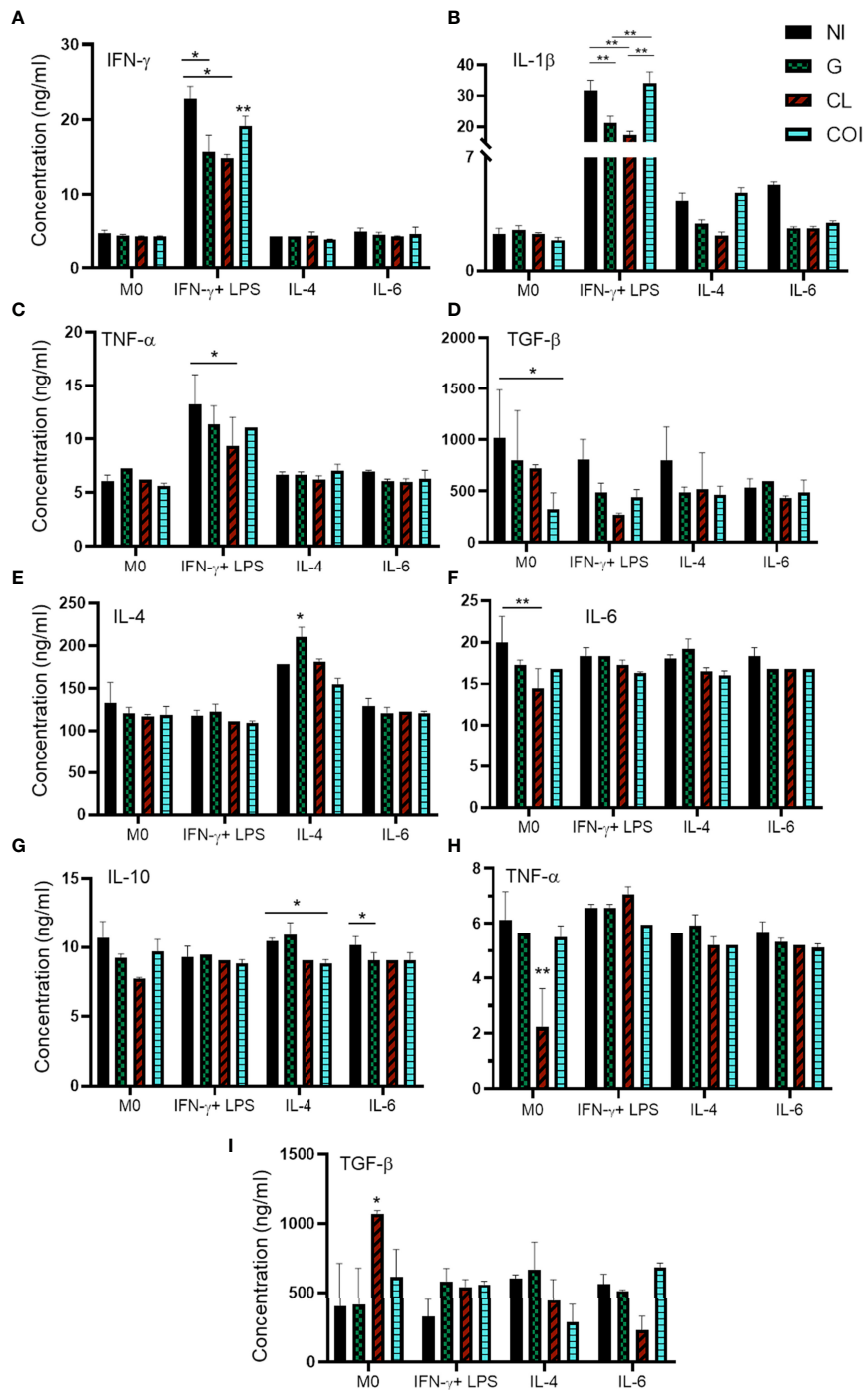 A
B
IFN-γ
IL-1β
NI
G
CL
COI
Concentration (ng/ml)
30
20
10
0
* 
*
**
M0 IFN-γ+ LPS IL-4 IL-6
40
30
20
7
0
**
**
**
**
M0 IFN-γ+ LPS IL-4 IL-6
C
D
TNF-α
TGF-β
Concentration (ng/ml)
20
15
10
5
0
*
M0 IFN-γ+ LPS IL-4 IL-6
2000
1500
1000
500
0
*
M0 IFN-γ+ LPS IL-4 IL-6
E
F
IL-4
IL-6
Concentration (ng/ml)
250
200
150
100
50
0
*
M0 IFN-γ+ LPS IL-4 IL-6
25
20
15
10
5
0
**
M0 IFN-γ+ LPS IL-4 IL-6
G
H
IL-10
TNF-α
Concentration (ng/ml)
15
10
5
0
*
*
M0 IFN-γ+ LPS IL-4 IL-6
8
6
4
2
0
**
M0 IFN-γ+ LPS IL-4 IL-6
I
TGF-β
Concentration (ng/ml)
1500
1000
500
0
*
M0 IFN-γ+ LPS IL-4 IL-6